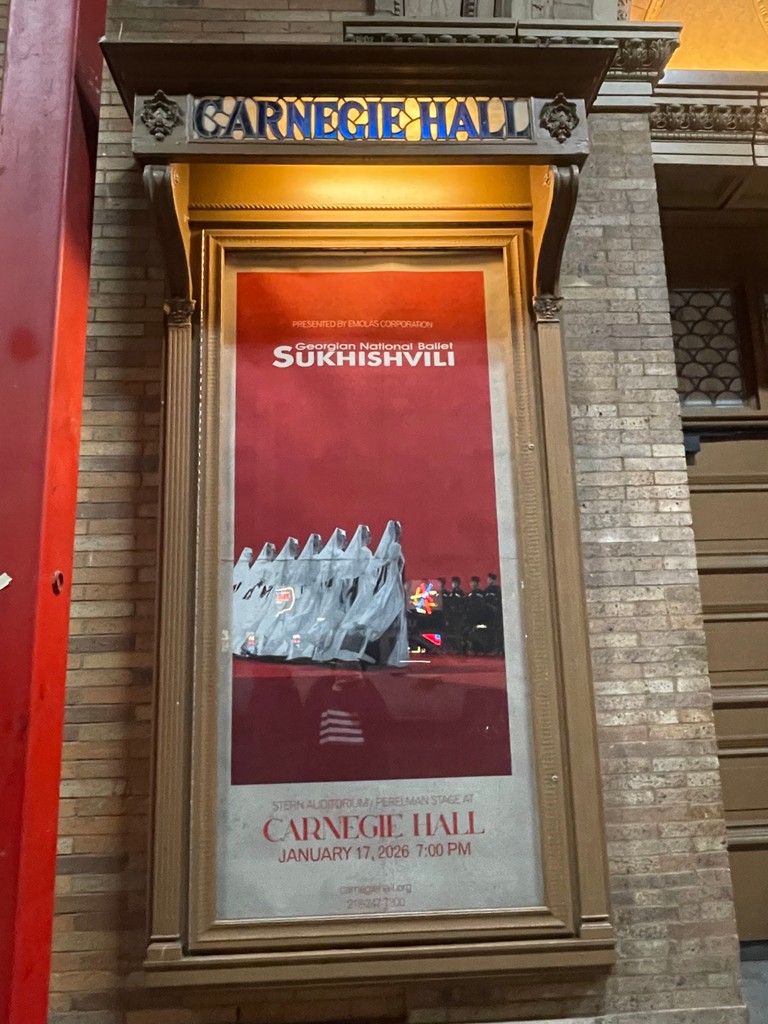 CARNEGIE HALL
PRESENTED BY EMOLAS CORPORATION
Georgian National Ballet
SUKHISHVILI
STERN AUDITORIUM / PERELMAN STAGE AT
CARNEGIE HALL
JANUARY 17, 2026 7:00 PM
carnegiehall.org